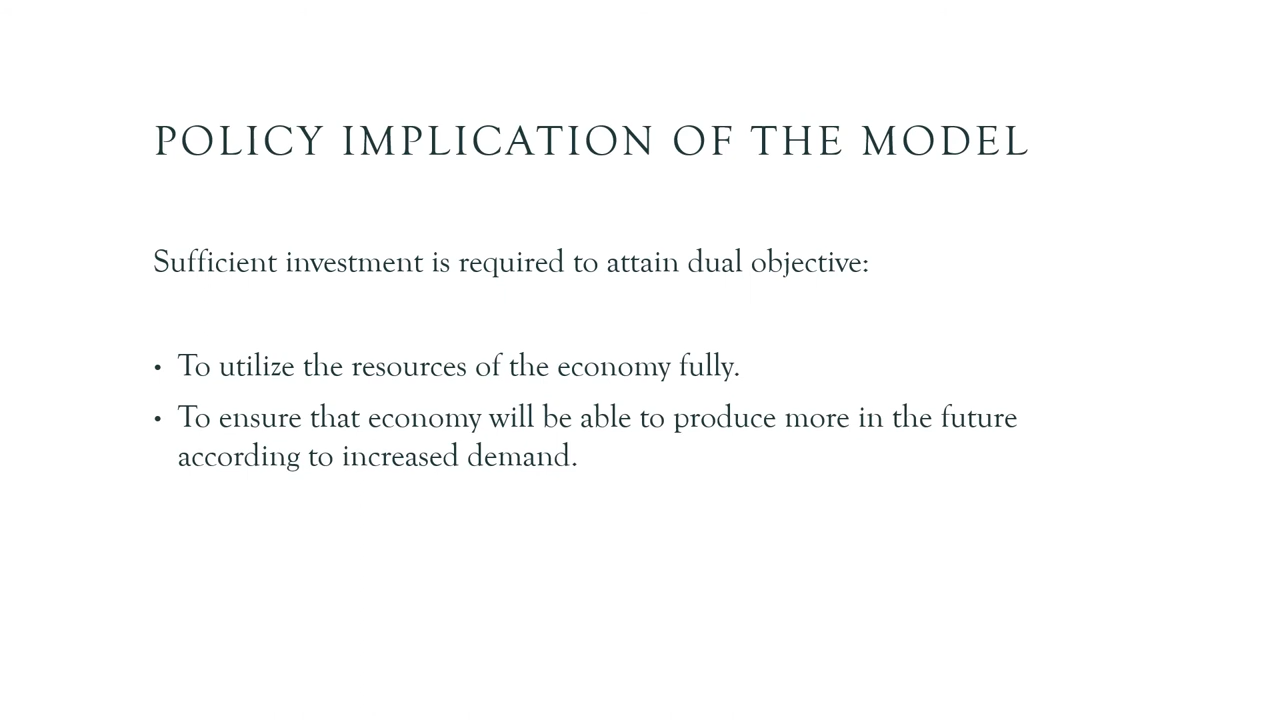 POLICY IMPLICATION OF THE MODEL
Sufficient investment is required to attain dual objective:
• To utilize the resources of the economy fully.
• To ensure that economy will be able to produce more in the future
according to increased demand.